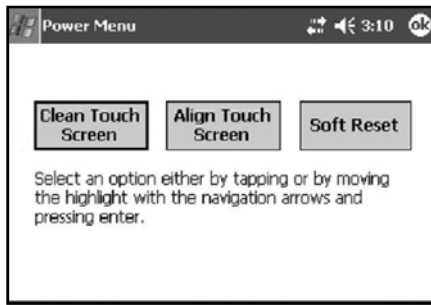 Power Menu 3:10 ok
Clean Touch Screen
Align Touch Screen
Soft Reset
Select an option either by tapping or by moving
the highlight with the navigation arrows and
pressing enter.